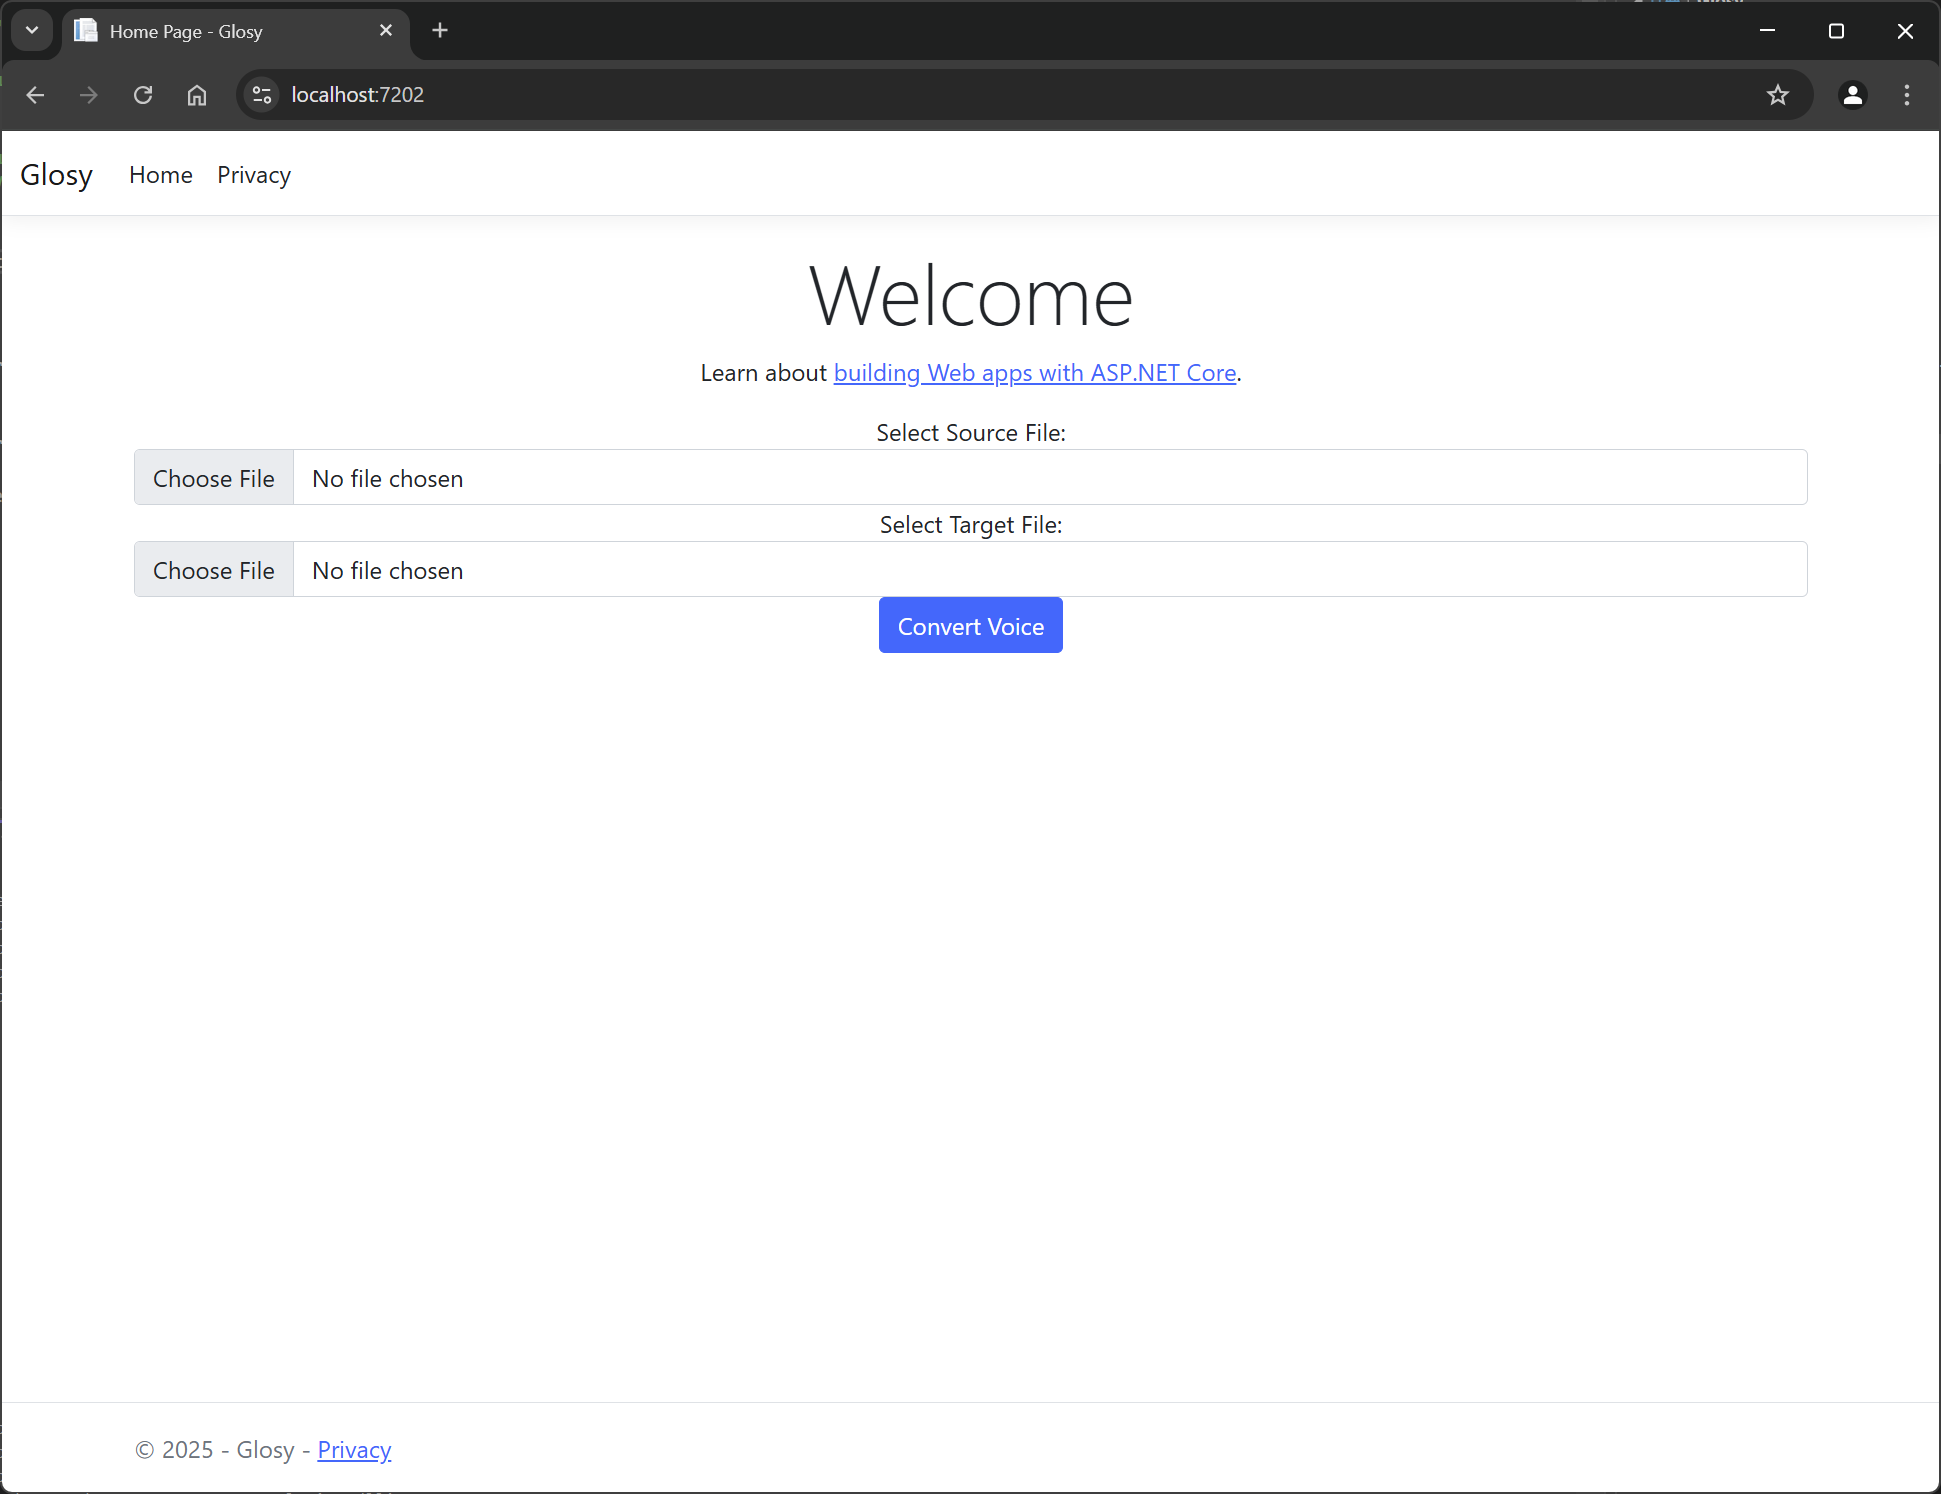 Home Page - Glosy
localhost:7202
Glosy Home Privacy
Welcome
Learn about building Web apps with ASP.NET Core.
Select Source File:
Choose File No file chosen
Select Target File:
Choose File No file chosen
Convert Voice
© 2025 - Glosy - Privacy